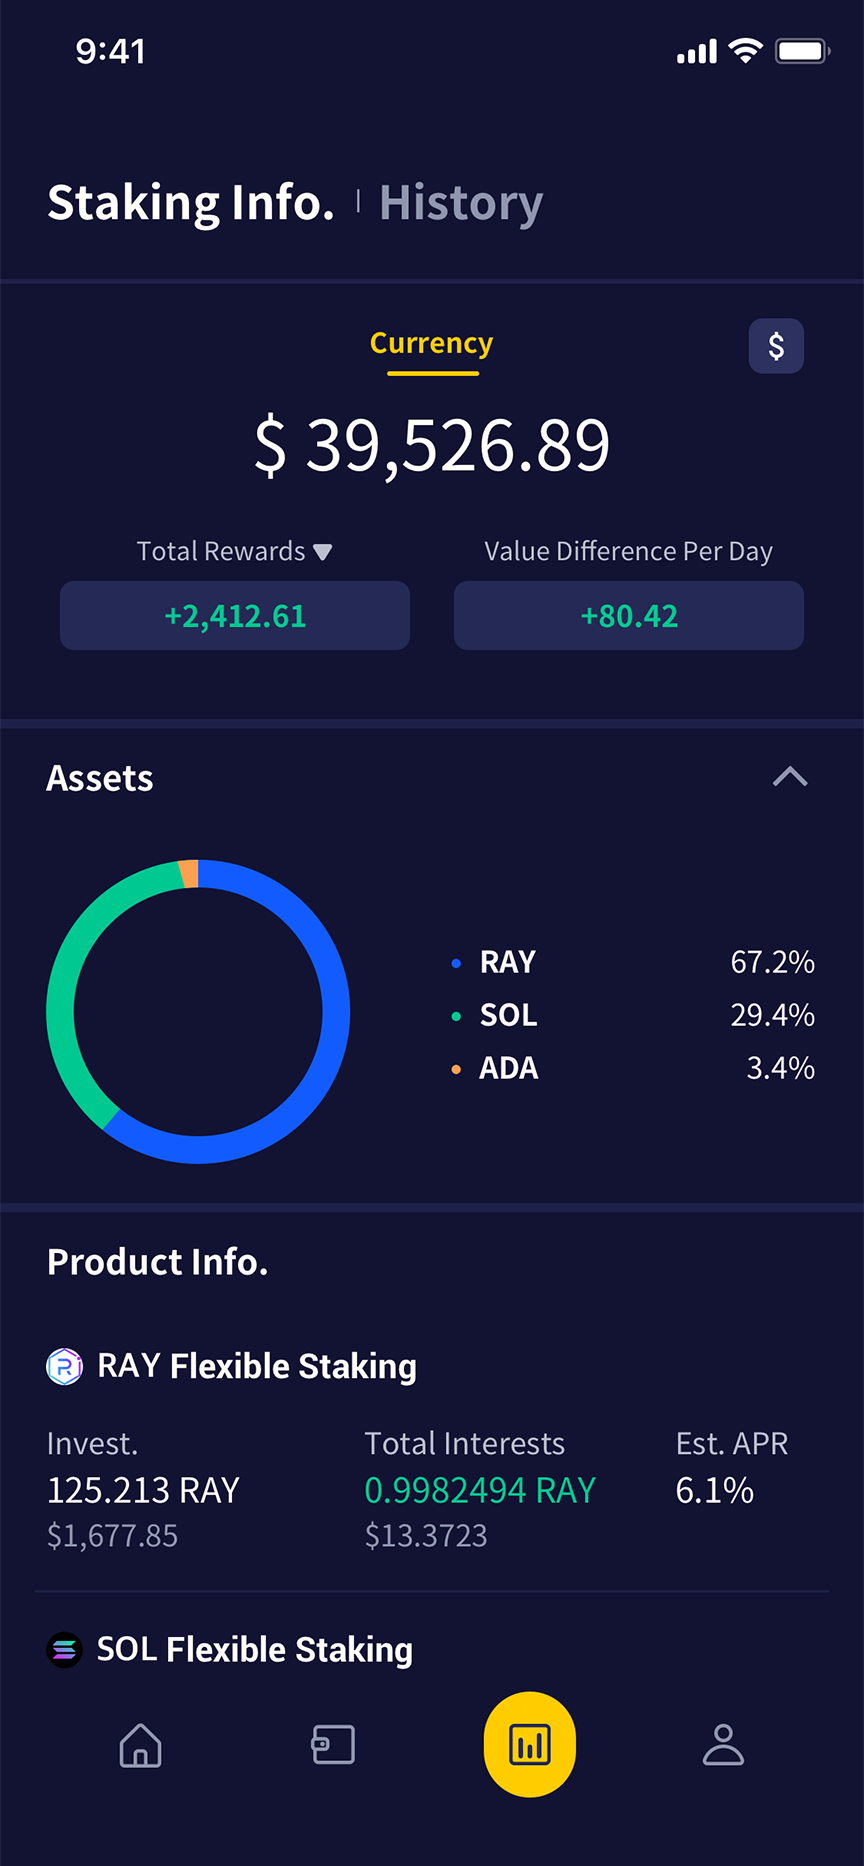 9:41
Staking Info. | History
Currency
$
$ 39,526.89
Total Rewards ▼ Value Difference Per Day
+2,412.61 +80.42
Assets
RAY 67.2%
SOL 29.4%
ADA 3.4%
Product Info.
RAY Flexible Staking
Invest. Total Interests Est. APR
125.213 RAY 0.9982494 RAY 6.1%
$1,677.85 $13.3723
SOL Flexible Staking